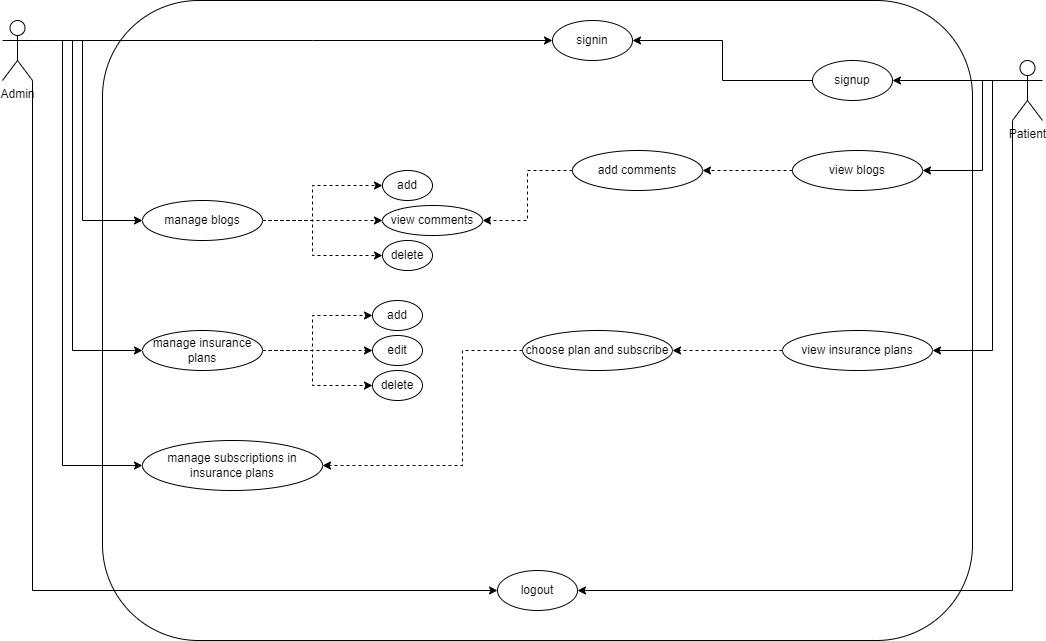 signin
signup
Admin
Patient
add comments
view blogs
add
manage blogs
view comments
delete
add
manage insurance
plans
edit
choose plan and subscribe
view insurance plans
delete
manage subscriptions in
insurance plans
logout